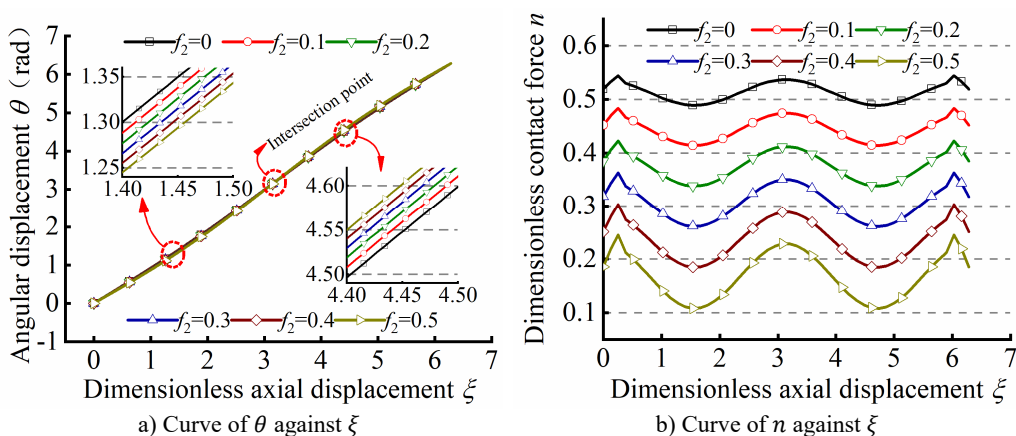 Angular displacement θ（rad）
7
6
5
4
3
2
1
0
-1
f2=0 f2=0.1 f2=0.2
1.35
1.30
1.25
1.40 1.45 1.50
Intersection point
4.60
4.55
4.50
4.40 4.45 4.50
f2=0.3 f2=0.4 f2=0.5
0 1 2 3 4 5 6 7
Dimensionless axial displacement ξ
a) Curve of θ against ξ
Dimensionless contact force n
0.6
0.5
0.4
0.3
0.2
0.1
f2=0 f2=0.1 f2=0.2
f2=0.3 f2=0.4 f2=0.5
0 1 2 3 4 5 6 7
Dimensionless axial displacement ξ
b) Curve of n against ξ